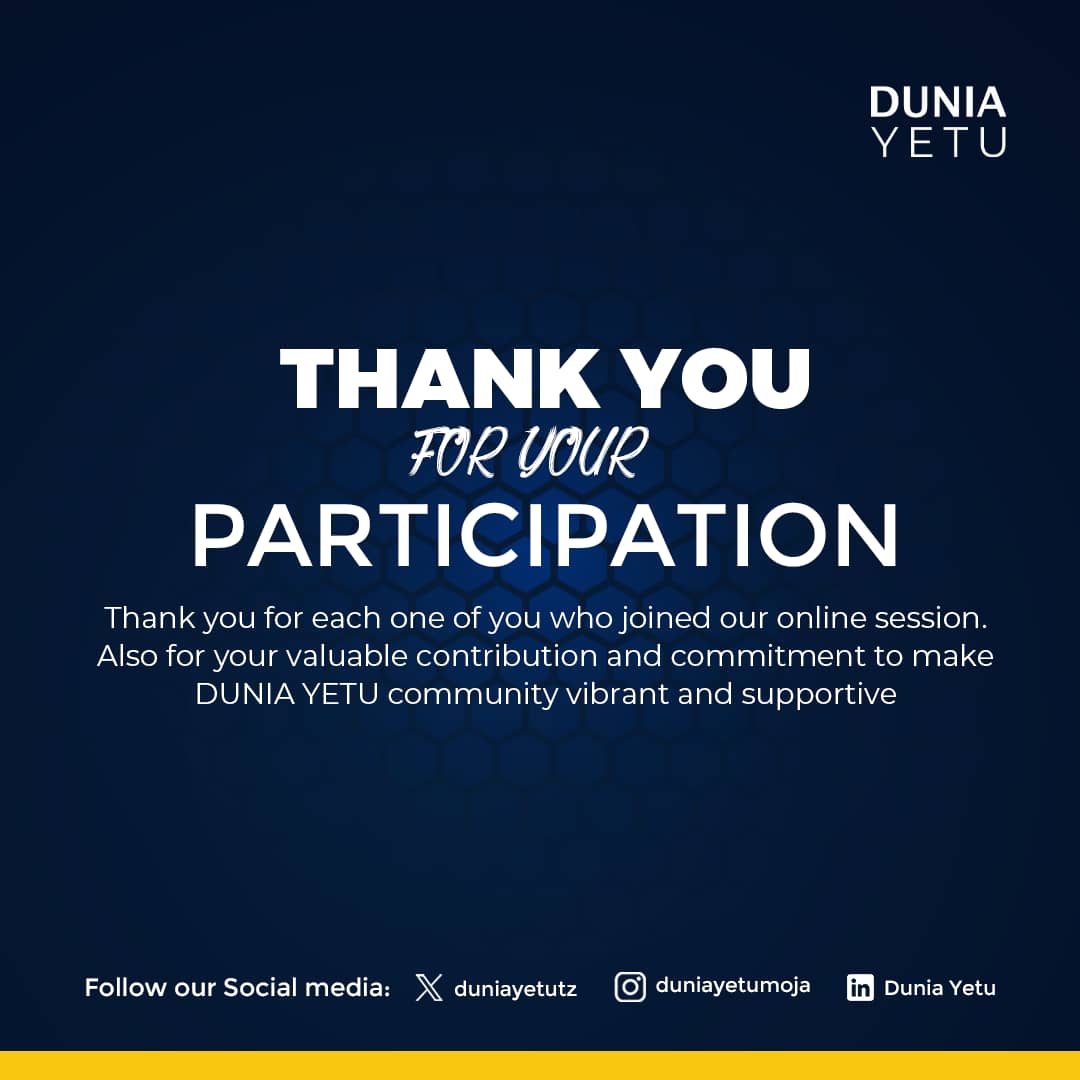 DUNIA
YETU
THANK YOU
FOR YOUR
PARTICIPATION
Thank you for each one of you who joined our online session.
Also for your valuable contribution and commitment to make
DUNIA YETU community vibrant and supportive
Follow our Social media: X duniayetutz duniayetumoja in Dunia Yetu